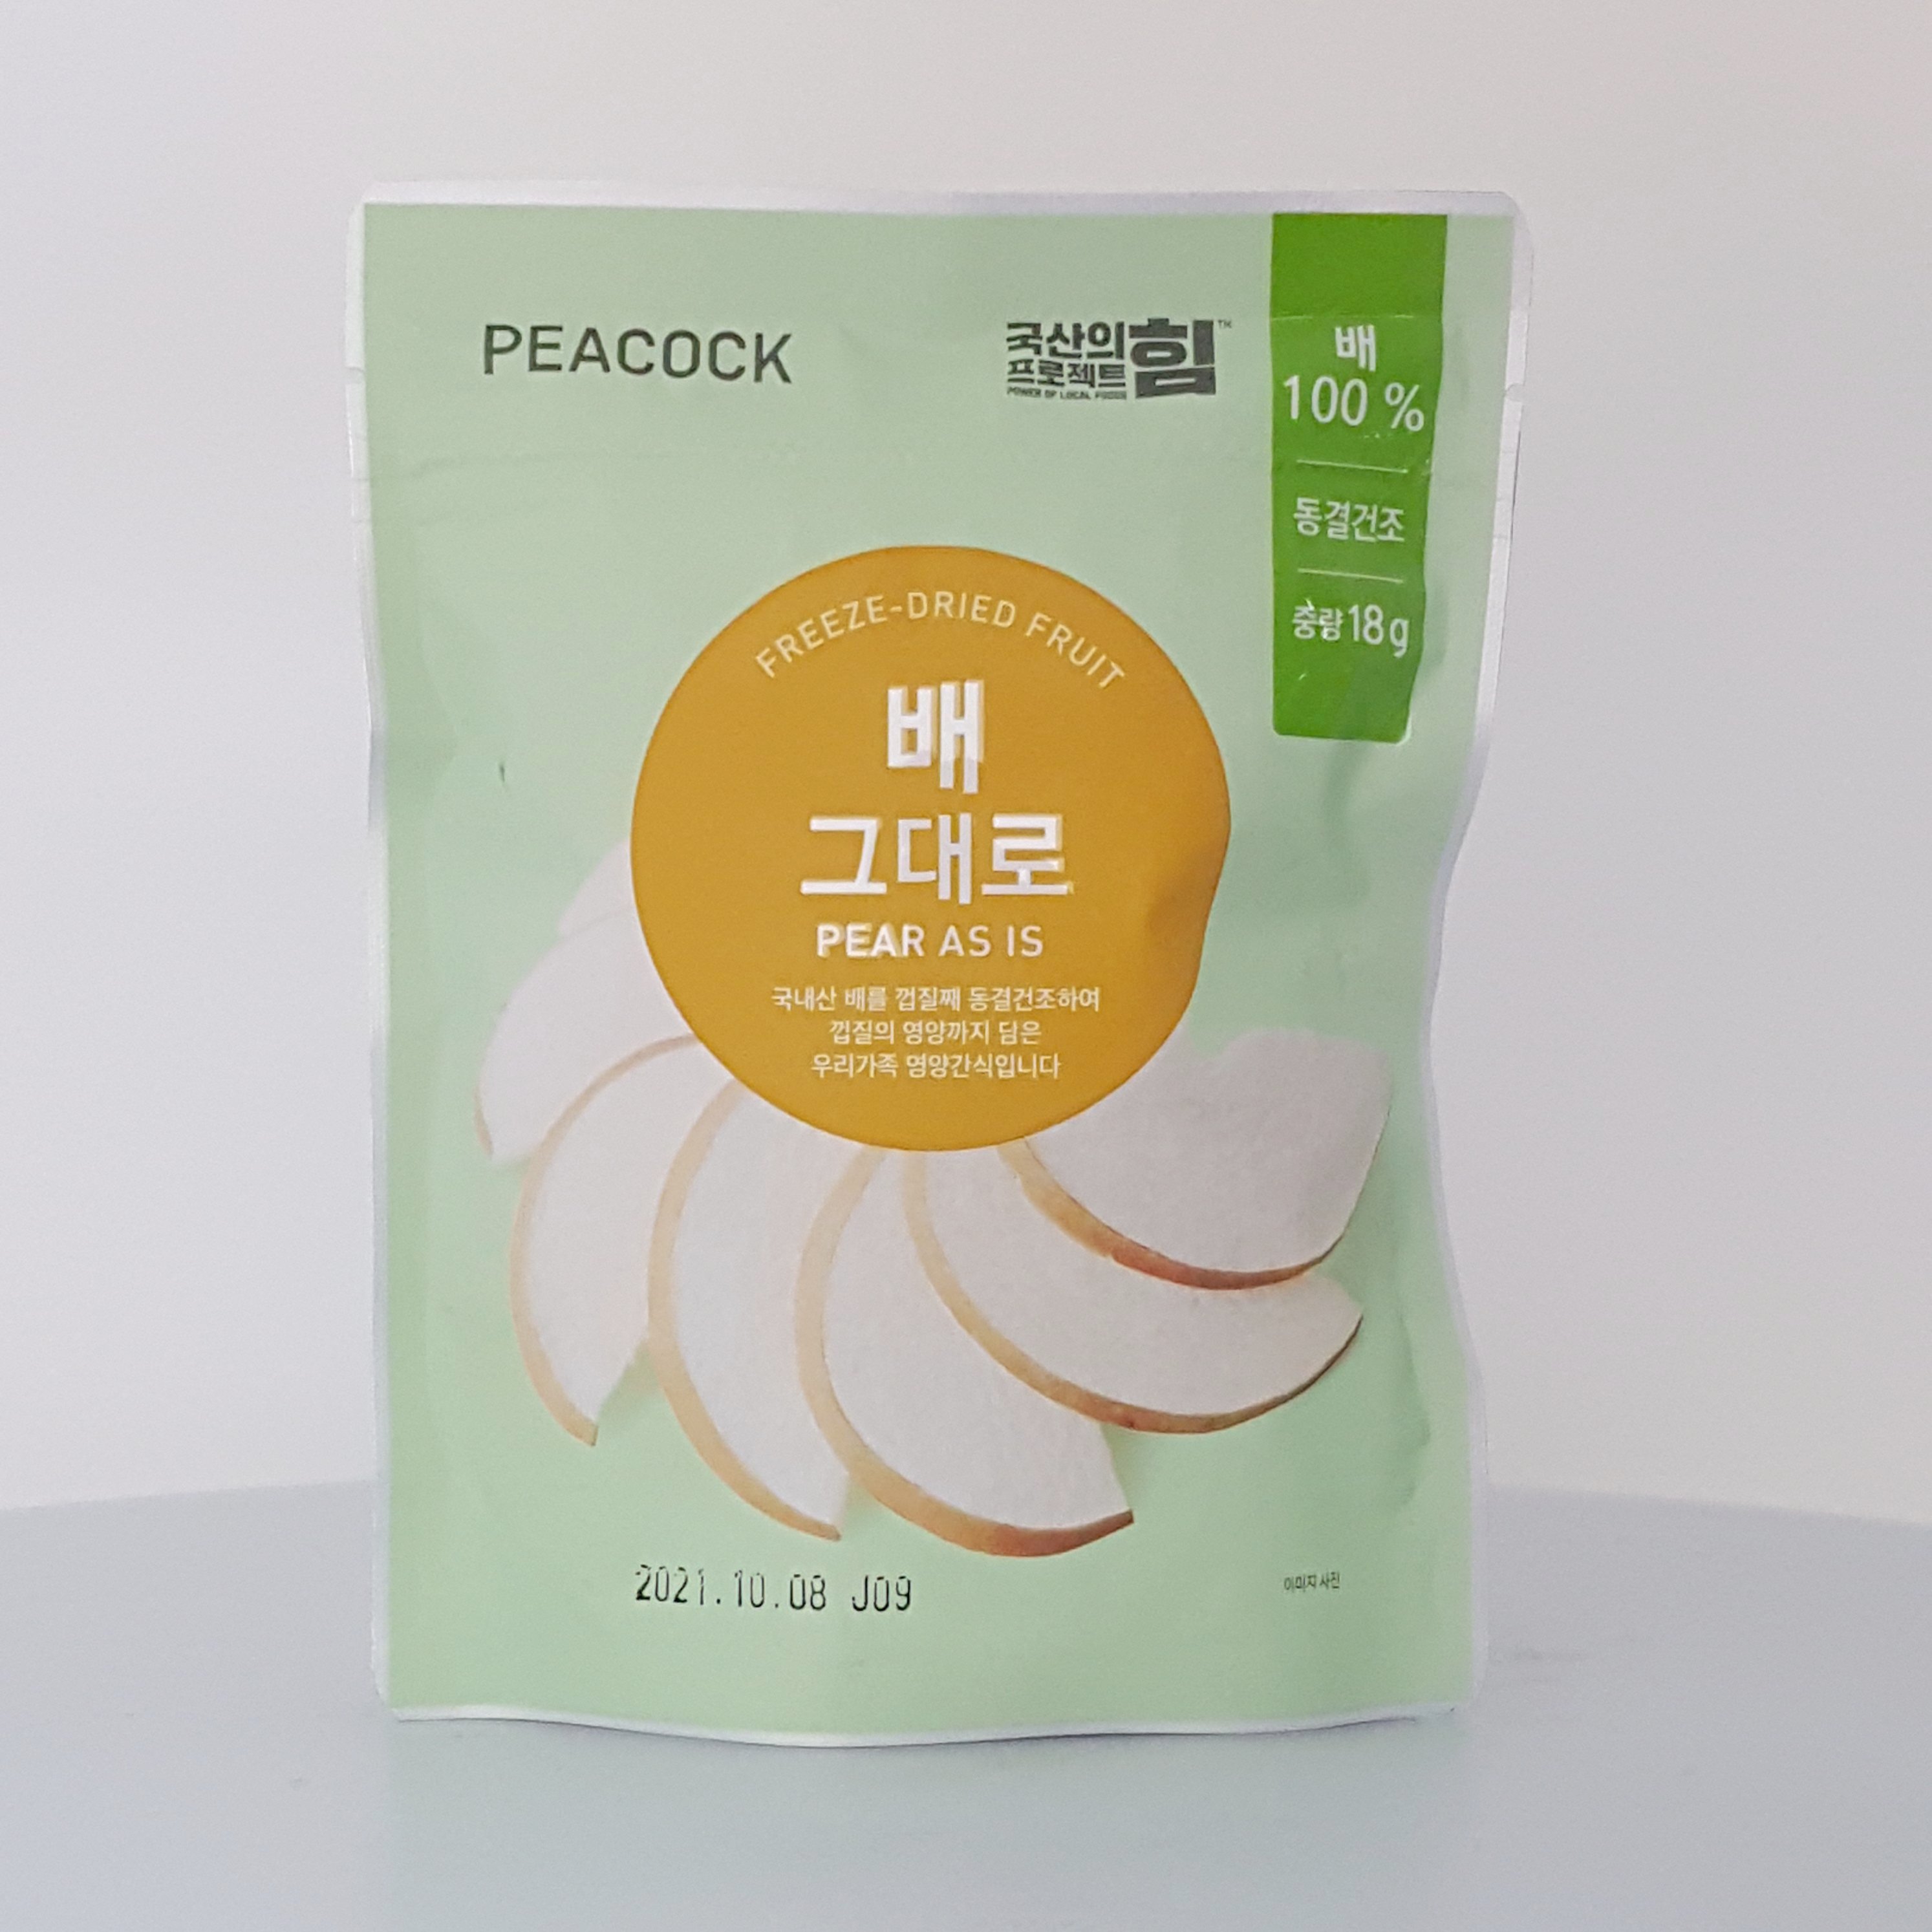 PEACOCK
국산의힘
프로젝트
POWER OF LOCAL FOODS
TM
배
100 %
동결건조
중량 18 g
FREEZE-DRIED FRUIT
배
그대로
PEAR AS IS
국내산 배를 껍질째 동결건조하여
껍질의 영양까지 담은
우리가족 영양간식입니다
2021.10.08 J09
이미지 사진